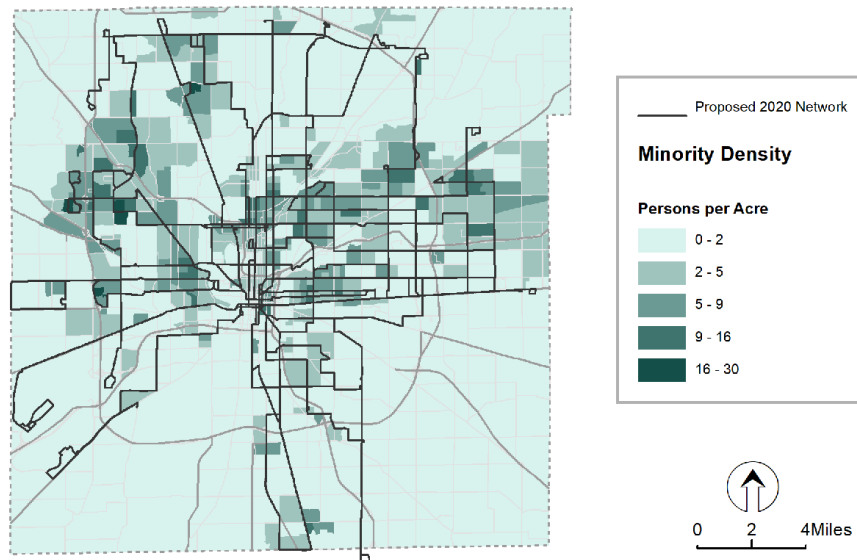 Proposed 2020 Network
Minority Density
Persons per Acre
0 - 2
2 - 5
5 - 9
9 - 16
16 - 30
0 2 4Miles